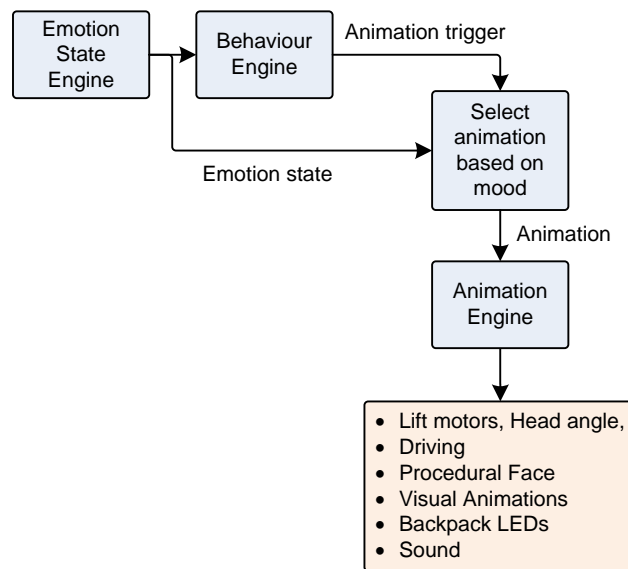 Emotion
State
Engine
Behaviour
Engine
Animation trigger
Select
animation
based on
mood
Emotion state
Animation
Animation
Engine
• Lift motors, Head angle,
• Driving
• Procedural Face
• Visual Animations
• Backpack LEDs
• Sound